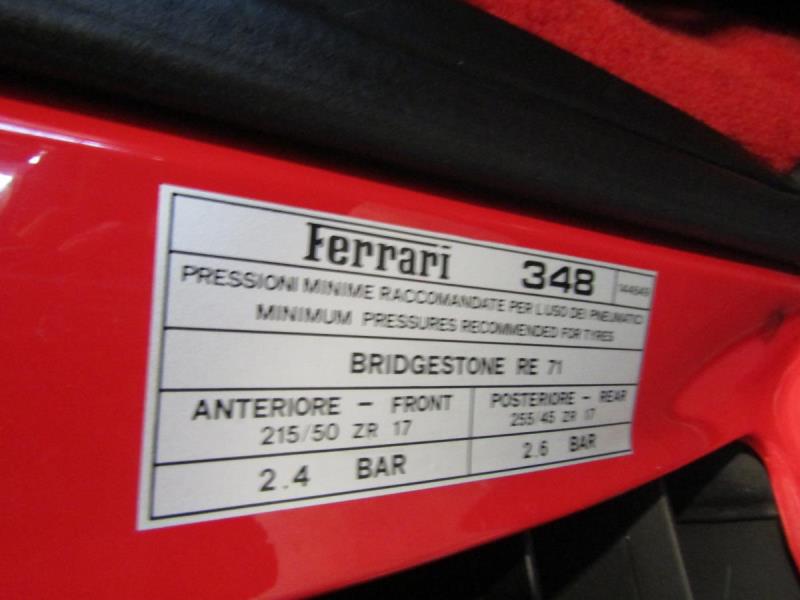 Ferrari 348 144649
PRESSIONI MINIME RACCOMANDATE PER L'USO DEI PNEUMATICI
MINIMUM PRESSURES RECOMMENDED FOR TYRES
BRIDGESTONE RE 71
ANTERIORE - FRONT
215/50 ZR 17
2.4 BAR
POSTERIORE - REAR
255/45 ZR 17
2.6 BAR